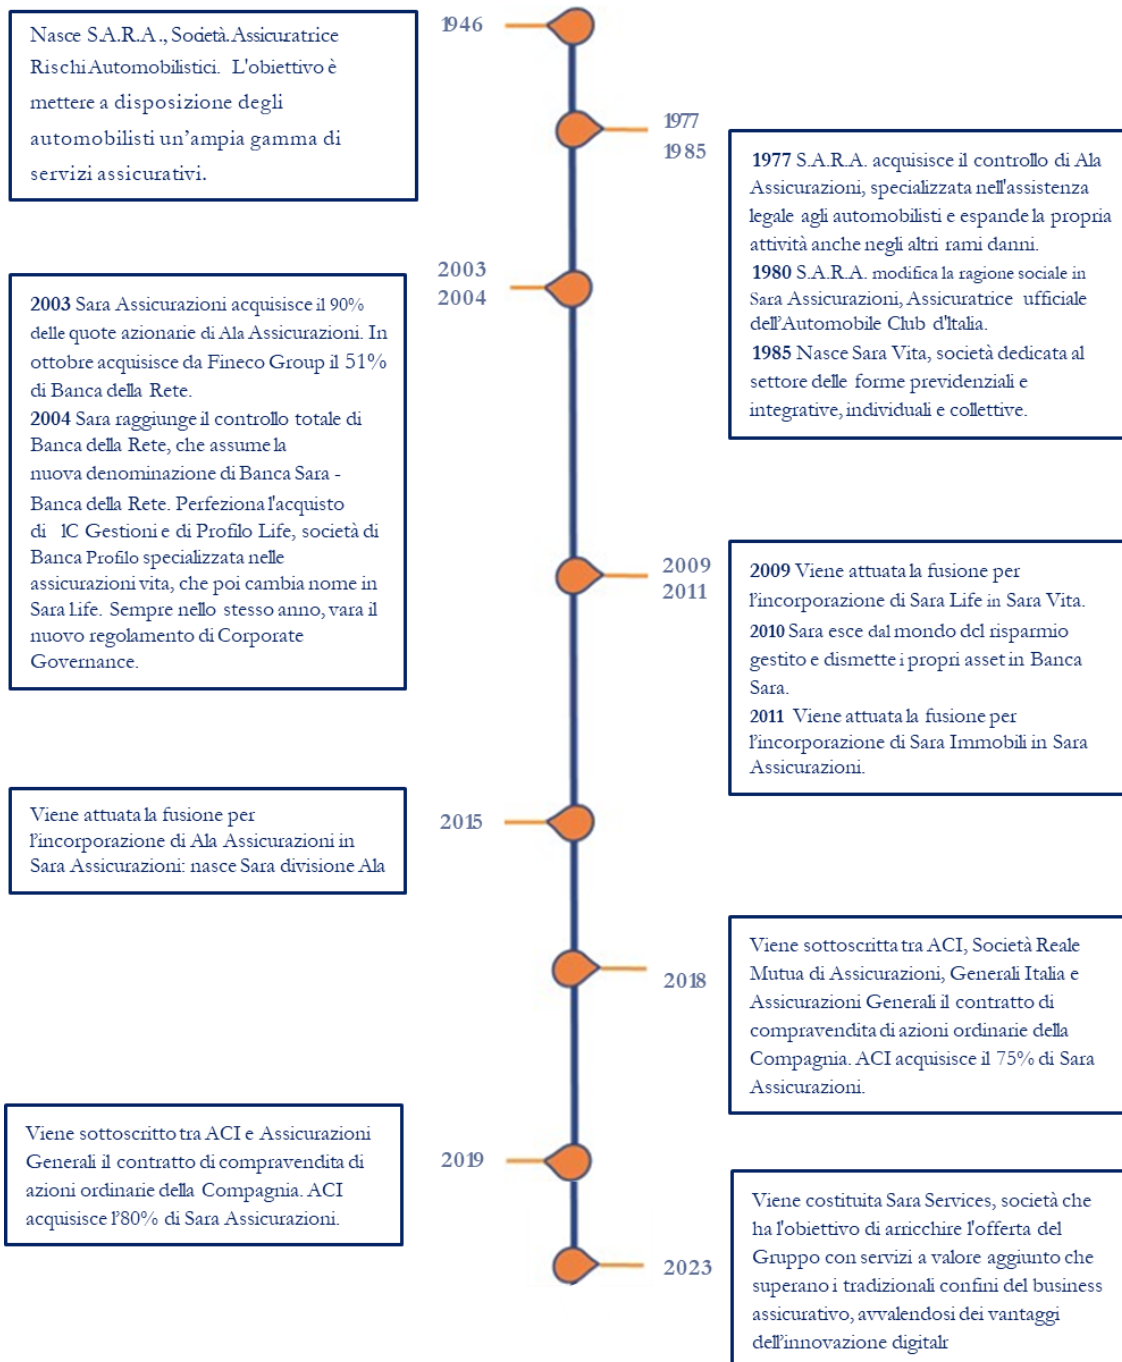 1946
Nasce S.A.R.A., Società Assicuratrice
Rischi Automobilistici. L'obiettivo è
mettere a disposizione degli
automobilisti un'ampia gamma di
servizi assicurativi.
1977
1985
1977 S.A.R.A. acquisisce il controllo di Ala
Assicurazioni, specializzata nell'assistenza
legale agli automobilisti e espande la propria
attività anche negli altri rami danni.
1980 S.A.R.A. modifica la ragione sociale in
Sara Assicurazioni, Assicuratrice ufficiale
dell'Automobile Club d'Italia.
1985 Nasce Sara Vita, società dedicata al
settore delle forme previdenziali e
integrative, individuali e collettive.
2003
2004
2003 Sara Assicurazioni acquisisce il 90%
delle quote azionarie di Ala Assicurazioni. In
ottobre acquisisce da Fineco Group il 51%
di Banca della Rete.
2004 Sara raggiunge il controllo totale di
Banca della Rete, che assume la
nuova denominazione di Banca Sara -
Banca della Rete. Perfeziona l'acquisto
di 1C Gestioni e di Profilo Life, società di
Banca Profilo specializzata nelle
assicurazioni vita, che poi cambia nome in
Sara Life. Sempre nello stesso anno, vara il
nuovo regolamento di Corporate
Governance.
2009
2011
2009 Viene attuata la fusione per
l'incorporazione di Sara Life in Sara Vita.
2010 Sara esce dal mondo dcl risparmio
gestito e dismette i propri asset in Banca
Sara.
2011 Viene attuata la fusione per
l'incorporazione di Sara Immobili in Sara
Assicurazioni.
2015
Viene attuata la fusione per
l'incorporazione di Ala Assicurazioni in
Sara Assicurazioni: nasce Sara divisione Ala
2018
Viene sottoscritta tra ACI, Società Reale
Mutua di Assicurazioni, Generali Italia e
Assicurazioni Generali il contratto di
compravendita di azioni ordinarie della
Compagnia. ACI acquisisce il 75% di Sara
Assicurazioni.
2019
Viene sottoscritto tra ACI e Assicurazioni
Generali il contratto di compravendita di
azioni ordinarie della Compagnia. ACI
acquisisce l'80% di Sara Assicurazioni.
2023
Viene costituita Sara Services, società che
ha l'obiettivo di arricchire l'offerta del
Gruppo con servizi a valore aggiunto che
superano i tradizionali confini del business
assicurativo, avvalendosi dei vantaggi
dell'innovazione digitalr